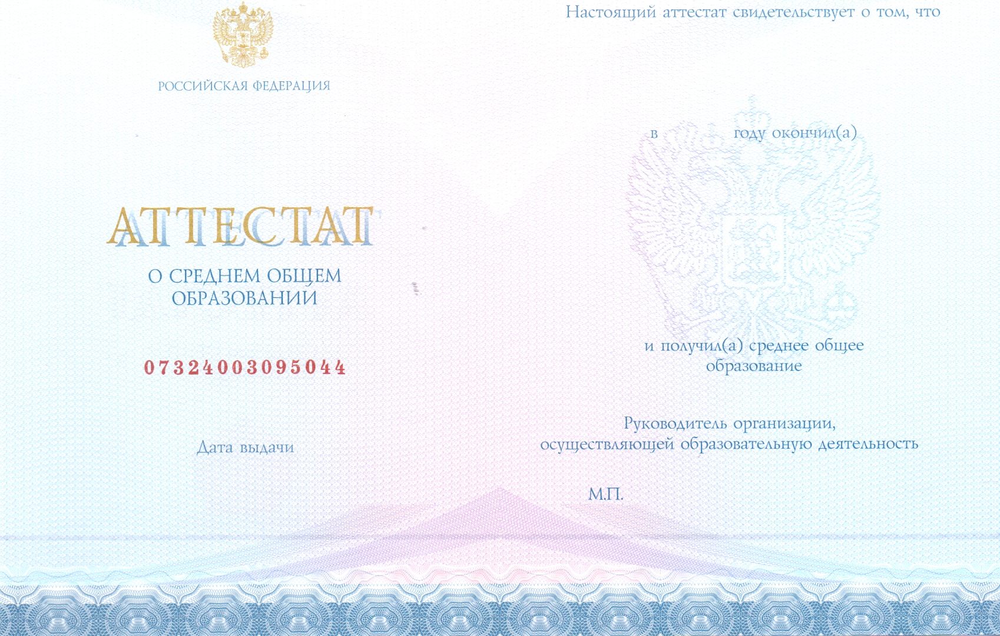 РОССИЙСКАЯ ФЕДЕРАЦИЯ
АТТЕСТАТ
О СРЕДНЕМ ОБЩЕМ
ОБРАЗОВАНИИ
07324003095044
Дата выдачи
Настоящий аттестат свидетельствует о том, что
в году окончил(а)
и получил(а) среднее общее
образование
Руководитель организации,
осуществляющей образовательную деятельность
М.П.